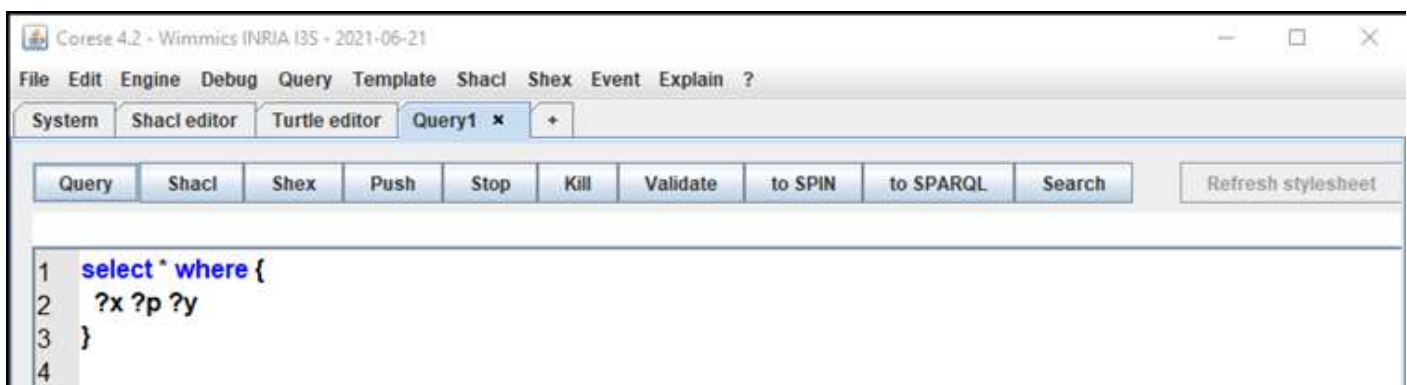 Corese 4.2 - Wimmics INRIA I3S - 2021-06-21
File Edit Engine Debug Query Template Shacl Shex Event Explain ?
System Shacl editor Turtle editor Query1 × +
Query Shacl Shex Push Stop Kill Validate to SPIN to SPARQL Search Refresh stylesheet
1 select * where {
2 ?x ?p ?y
3 }
4